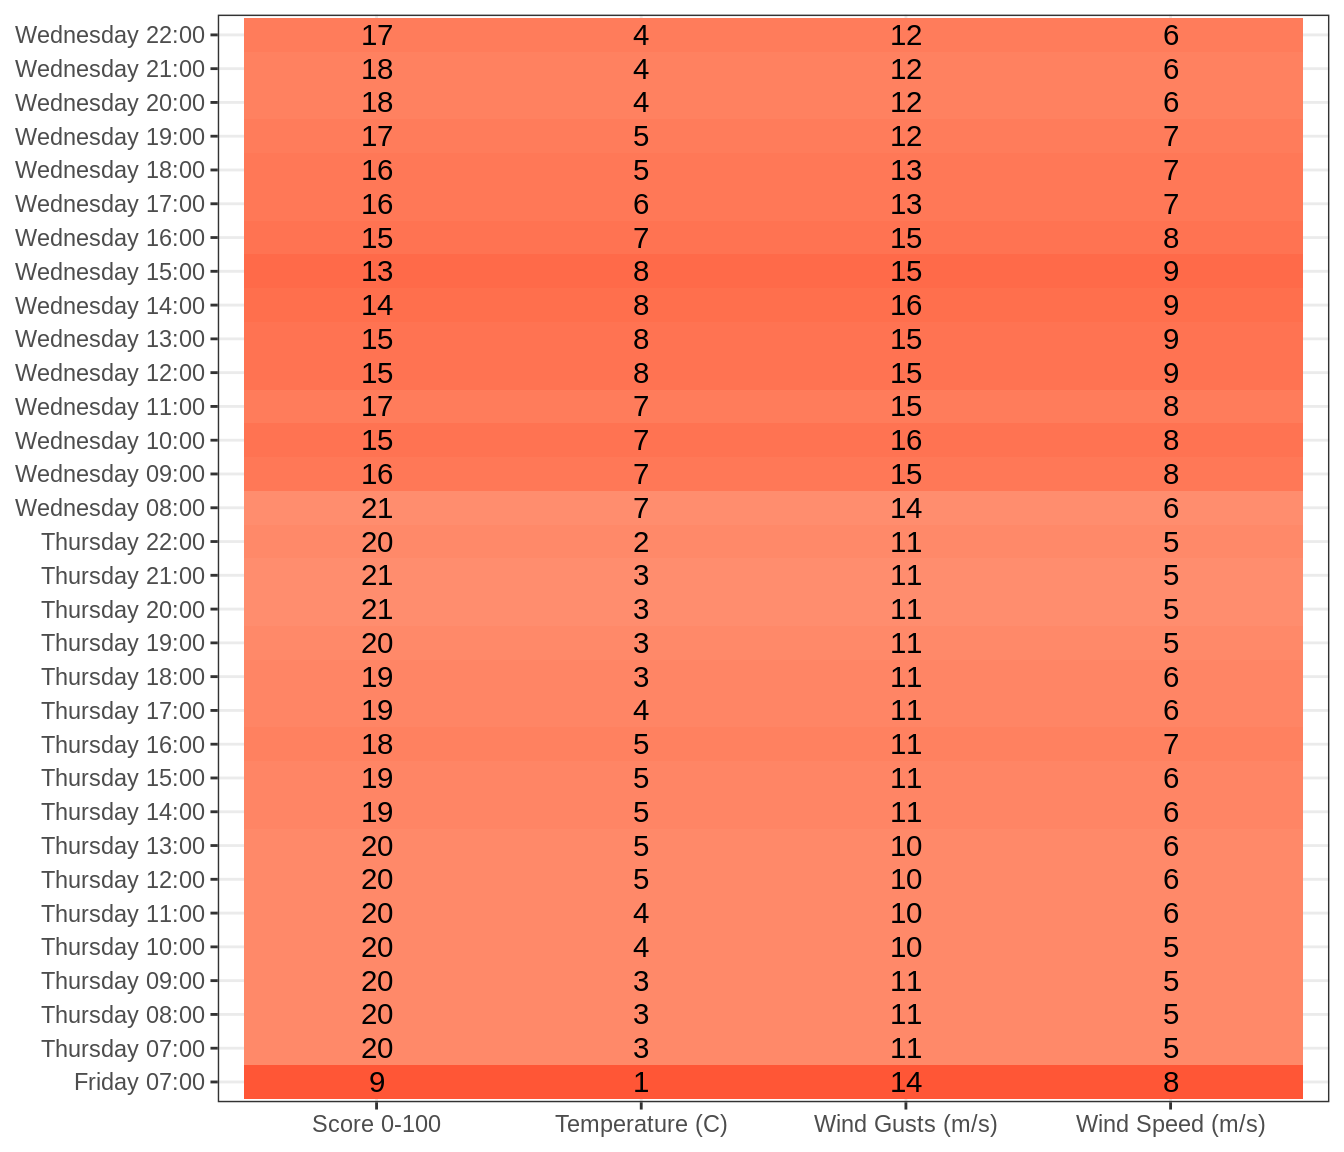 Wednesday 22:00 17 4 12 6
Wednesday 21:00 18 4 12 6
Wednesday 20:00 18 4 12 6
Wednesday 19:00 17 5 12 7
Wednesday 18:00 16 5 13 7
Wednesday 17:00 16 6 13 7
Wednesday 16:00 15 7 15 8
Wednesday 15:00 13 8 15 9
Wednesday 14:00 14 8 16 9
Wednesday 13:00 15 8 15 9
Wednesday 12:00 15 8 15 9
Wednesday 11:00 17 7 15 8
Wednesday 10:00 15 7 16 8
Wednesday 09:00 16 7 15 8
Wednesday 08:00 21 7 14 6
Thursday 22:00 20 2 11 5
Thursday 21:00 21 3 11 5
Thursday 20:00 21 3 11 5
Thursday 19:00 20 3 11 5
Thursday 18:00 19 3 11 6
Thursday 17:00 19 4 11 6
Thursday 16:00 18 5 11 7
Thursday 15:00 19 5 11 6
Thursday 14:00 19 5 11 6
Thursday 13:00 20 5 10 6
Thursday 12:00 20 5 10 6
Thursday 11:00 20 4 10 6
Thursday 10:00 20 4 10 5
Thursday 09:00 20 3 11 5
Thursday 08:00 20 3 11 5
Thursday 07:00 20 3 11 5
Friday 07:00 9 1 14 8
Score 0-100 Temperature (C) Wind Gusts (m/s) Wind Speed (m/s)